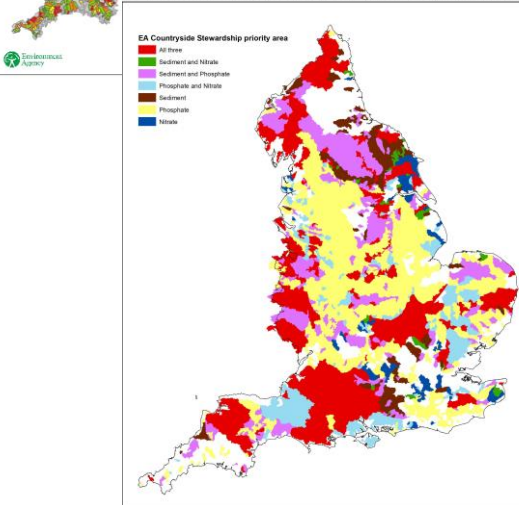 Environment
Agency
EA Countryside Stewardship priority area
All three
Sediment and Nitrate
Sediment and Phosphate
Phosphate and Nitrate
Sediment
Phosphate
Nitrate